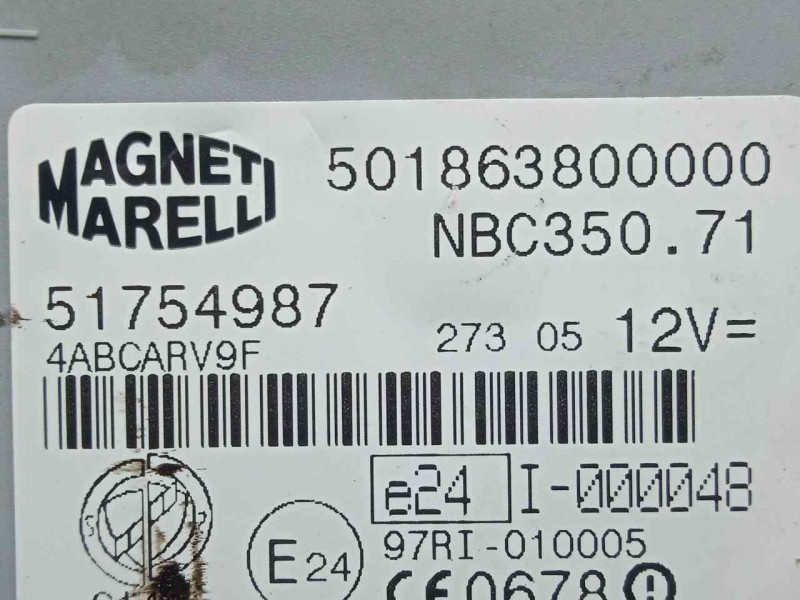 MAGNETI
MARELLI
501863800000
NBC350.71
51754987
4ABCARV9F
273 05 12V=
e24 I-000048
97RI-010005
E24
CE0678